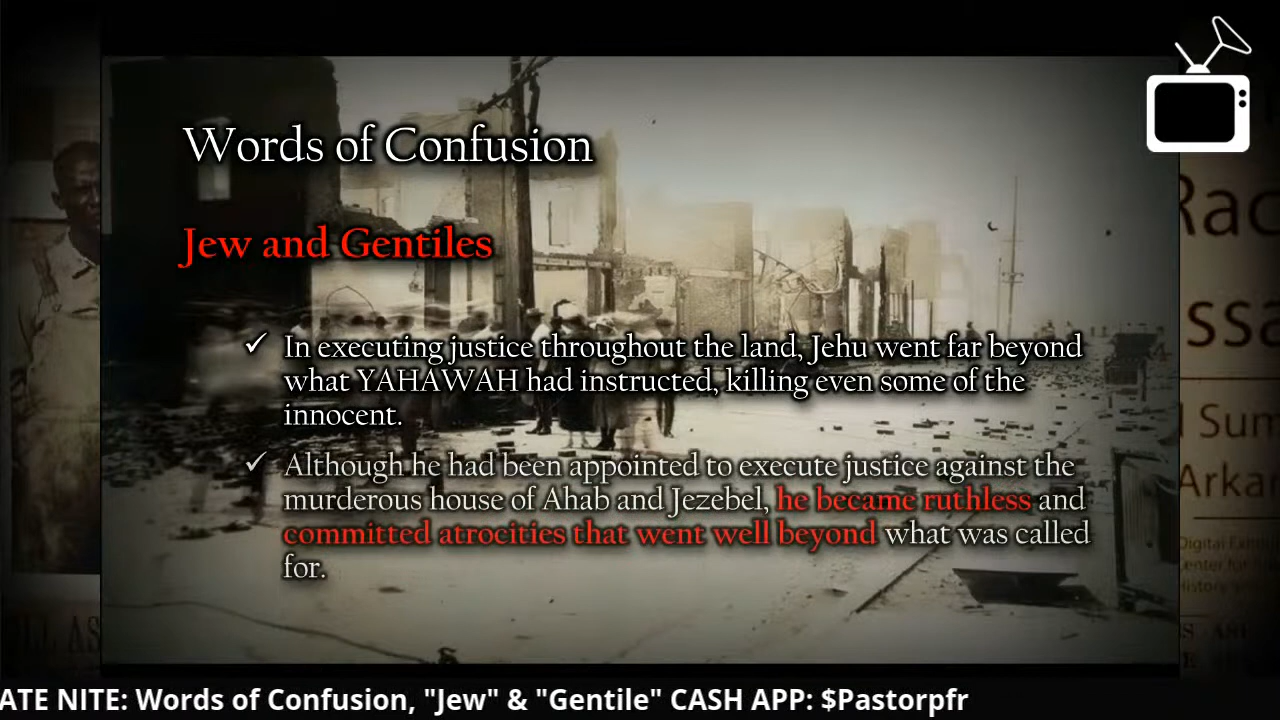 Words of Confusion
Jew and Gentiles
In executing justice throughout the land, Jehu went far beyond
what YAHAWAH had instructed, killing even some of the
innocent.
Although he had been appointed to execute justice against the
murderous house of Ahab and Jezebel, he became ruthless and
committed atrocities that went well beyond what was called
for.
ATE NITE: Words of Confusion, "Jew" & "Gentile" CASH APP: $Pastorpfr